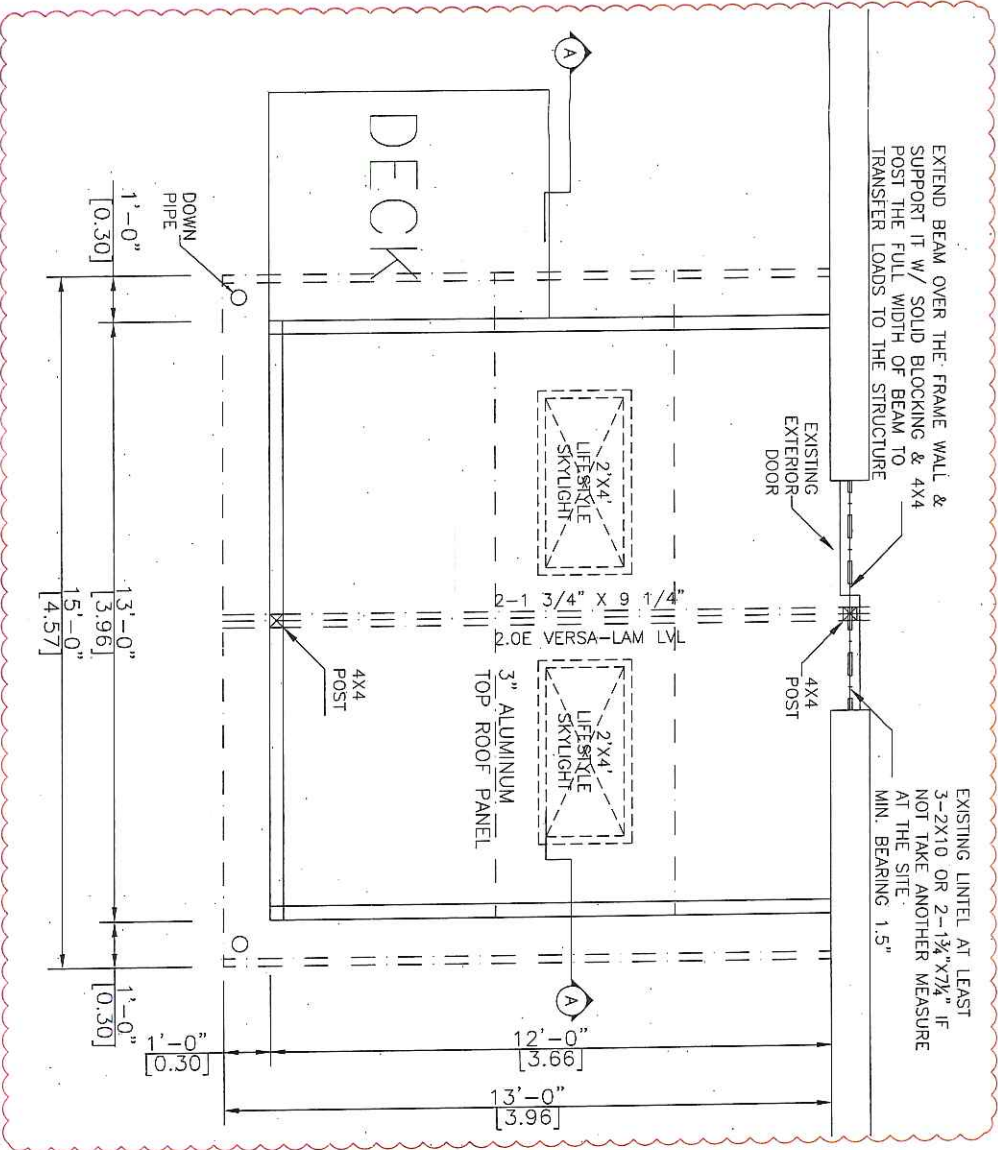 EXTEND BEAM OVER THE FRAME WALL &
SUPPORT IT W/ SOLID BLOCKING & 4X4
POST THE FULL WIDTH OF BEAM TO
TRANSFER LOADS TO THE STRUCTURE
EXISTING LINTEL AT LEAST
3-2X10 OR 2-1¾"X7¼" IF
NOT TAKE ANOTHER MEASURE
AT THE SITE
MIN. BEARING 1.5"
EXISTING
EXTERIOR
DOOR
4X4
POST
A
DECK
2'X4'
LIFESTYLE
SKYLIGHT
2-1 3/4" X 9 1/4"
2.0E VERSA-LAM LVL
2'X4'
LIFESTYLE
SKYLIGHT
3" ALUMINUM
TOP ROOF PANEL
A
DOWN
PIPE
4X4
POST
1'-0"
[0.30]
13'-0"
[3.96]
1'-0"
[0.30]
15'-0"
[4.57]
12'-0"
[3.66]
1'-0"
[0.30]
13'-0"
[3.96]